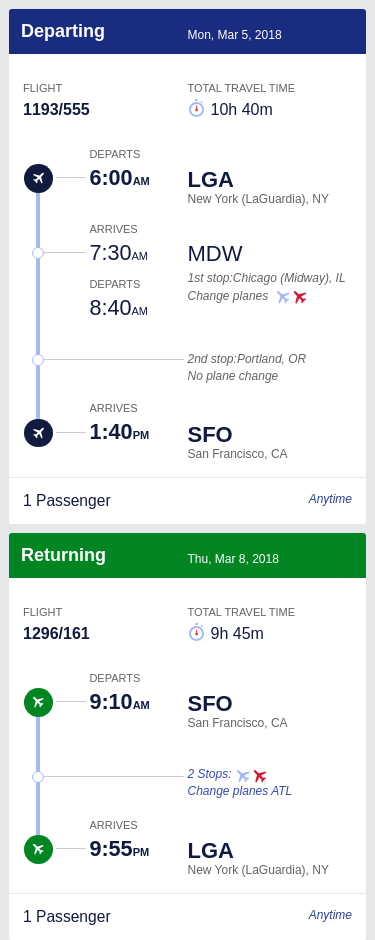 Departing
Mon, Mar 5, 2018
FLIGHT
TOTAL TRAVEL TIME
1193/555
10h 40m
DEPARTS
6:00AM
LGA
New York (LaGuardia), NY
ARRIVES
7:30AM
MDW
1st stop:Chicago (Midway), IL
DEPARTS
Change planes
8:40AM
2nd stop:Portland, OR
No plane change
ARRIVES
1:40PM
SFO
San Francisco, CA
1 Passenger
Anytime
Returning
Thu, Mar 8, 2018
FLIGHT
TOTAL TRAVEL TIME
1296/161
9h 45m
DEPARTS
9:10AM
SFO
San Francisco, CA
2 Stops:
Change planes ATL
ARRIVES
9:55PM
LGA
New York (LaGuardia), NY
1 Passenger
Anytime